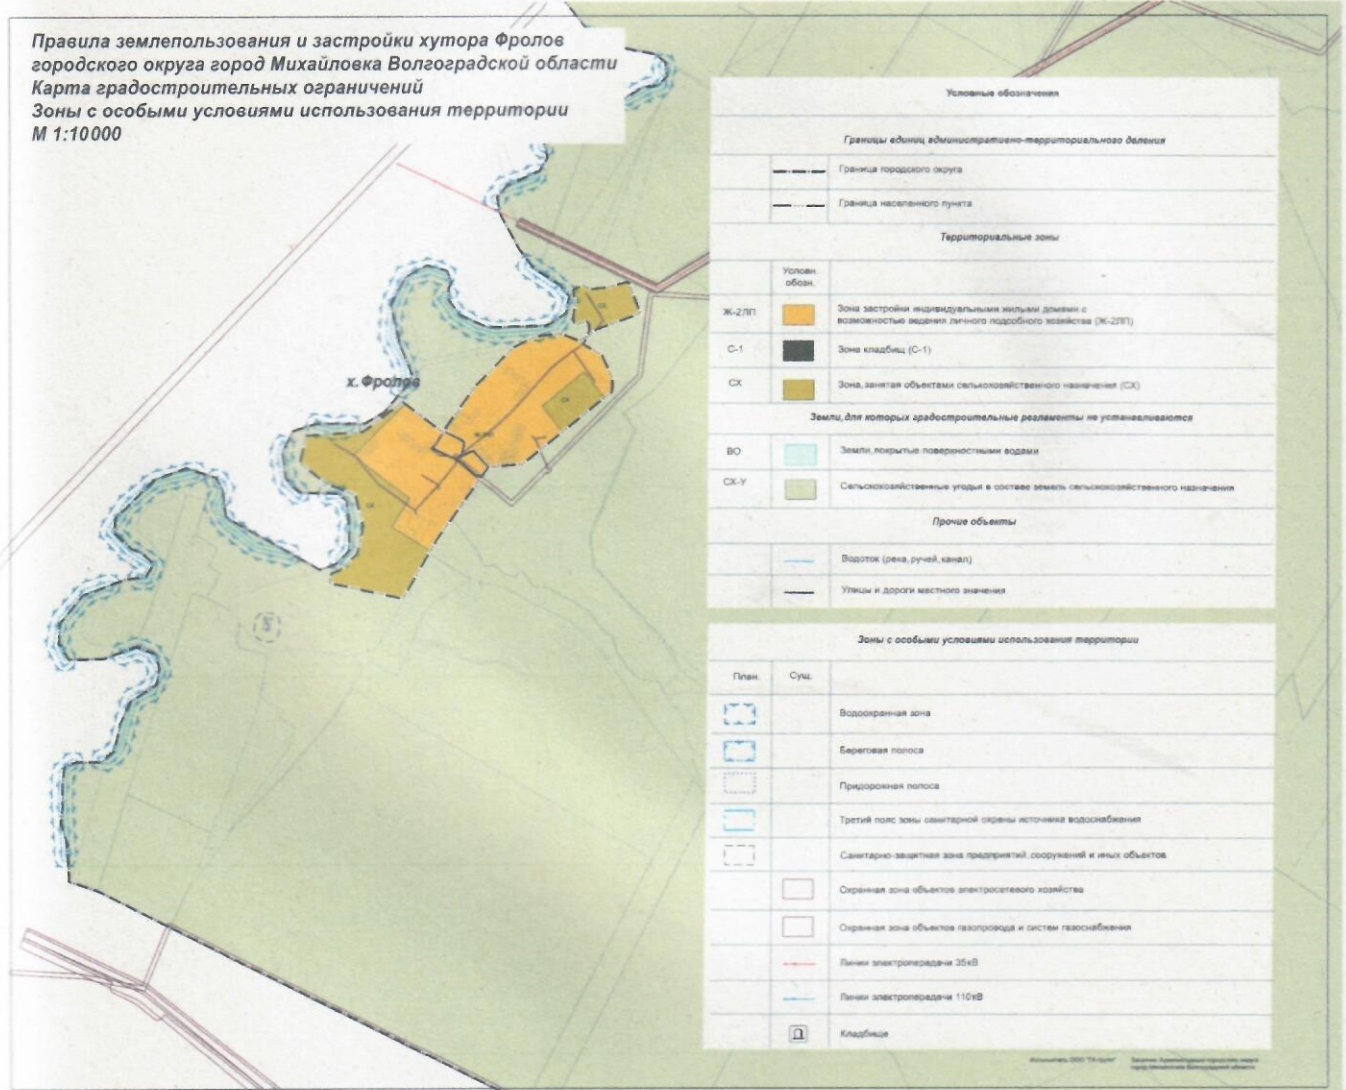 Правила землепользования и застройки хутора Фролов
городского округа город Михайловка Волгоградской области
Карта градостроительных ограничений
Зоны с особыми условиями использования территории
М 1:10000
х. Фролов
СХ
СХ
Условные обозначения
Границы единиц административно-территориального деления
Граница городского округа
Граница населенного пункта
Территориальные зоны
Условн.
обозн.
Ж-2ЛП
Зона застройки индивидуальными жилыми домами с
возможностью ведения личного подсобного хозяйства (Ж-2ЛП)
С-1
Зона кладбищ (С-1)
СХ
Зона, занятая объектами сельскохозяйственного назначения (СХ)
Земли, для которых градостроительные регламенты не устанавливаются
ВО
Земли, покрытые поверхностными водами
СХ-У
Сельскохозяйственные угодья в составе земель сельскохозяйственного назначения
Прочие объекты
Водоток (река, ручей, канал)
Улицы и дороги местного значения
Зоны с особыми условиями использования территории
План.
Сущ.
Водоохранная зона
Береговая полоса
Придорожная полоса
Третий пояс зоны санитарной охраны источника водоснабжения
Санитарно-защитная зона предприятий, сооружений и иных объектов
Охранная зона объектов электросетевого хозяйства
Охранная зона объектов газопровода и систем газоснабжения
Линии электропередачи 35кВ
Линии электропередачи 110кВ
Кладбище